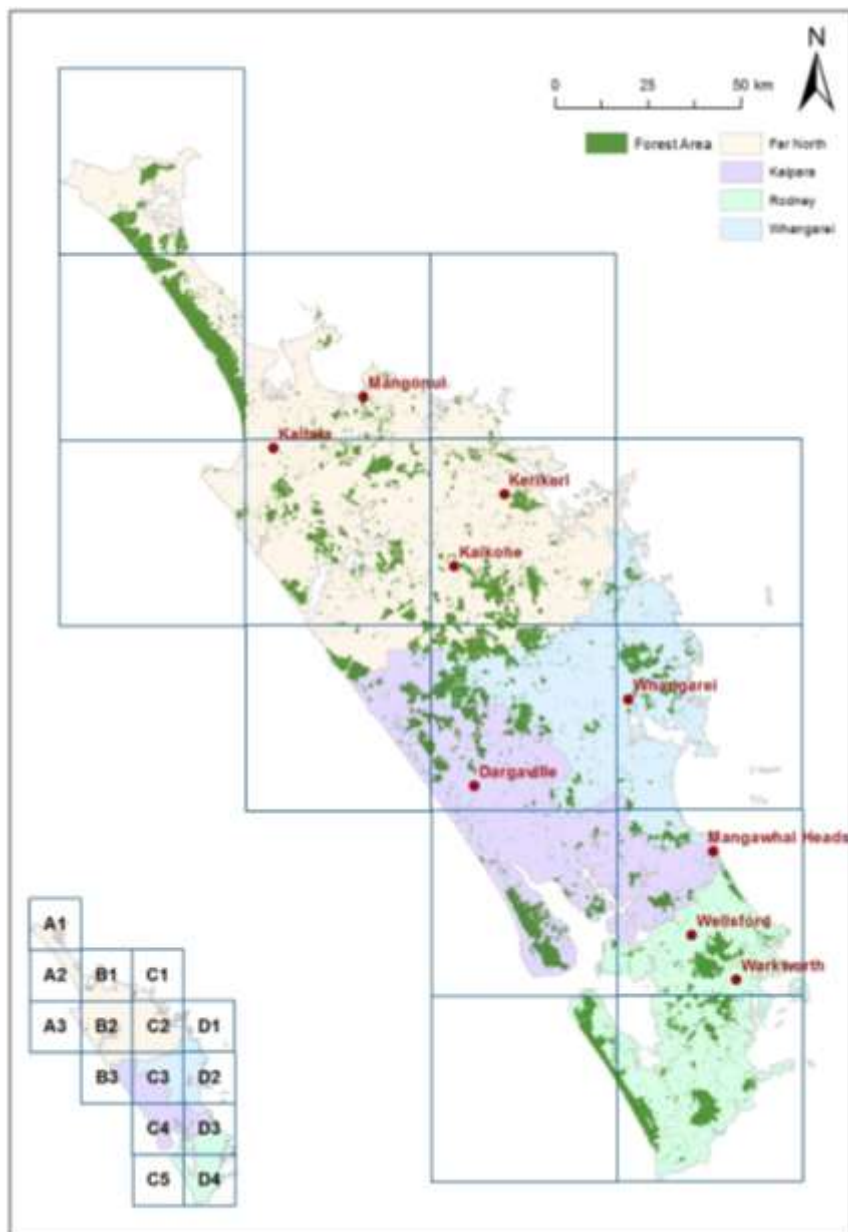 N
0 25 50 km
Forest Area
Far North
Kaipara
Rodney
Whangarei
Mangonui
Kaitaia
Kerikeri
Kaikohe
Whangarei
Dargaville
Mangawhai Heads
Wellsford
Warkworth
A1
A2 B1 C1
A3 B2 C2 D1
B3 C3 D2
C4 D3
C5 D4